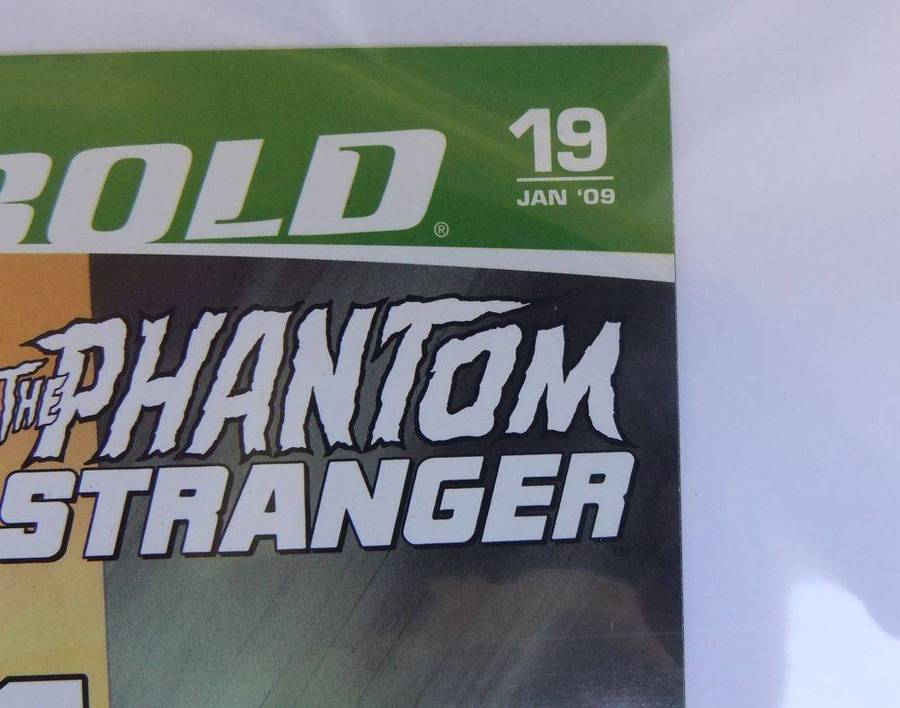 BOLD®
19
JAN '09
THE PHANTOM
STRANGER